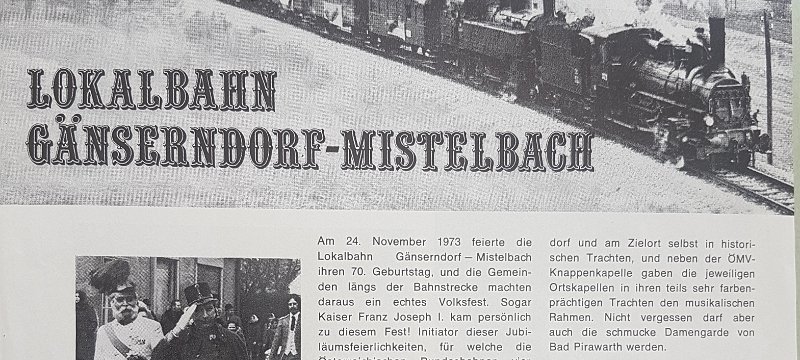 LOKALBAHN
GÄNSERNDORF-MISTELBACH
Am 24. November 1973 feierte die
Lokalbahn Gänserndorf – Mistelbach
ihren 70. Geburtstag, und die Gemein-
den längs der Bahnstrecke machten
daraus ein echtes Volksfest. Sogar
Kaiser Franz Joseph I. kam persönlich
zu diesem Fest! Initiator dieser Jubi-
läumsfeierlichkeiten, für welche die
Österreichischen Bundesbahnen vier
dorf und am Zielort selbst in histori-
schen Trachten, und neben der ÖMV-
Knappenkapelle gaben die jeweiligen
Ortskapellen in ihren teils sehr farben-
prächtigen Trachten den musikalischen
Rahmen. Nicht vergessen darf aber
auch die schmucke Damengarde von
Bad Pirawarth werden.